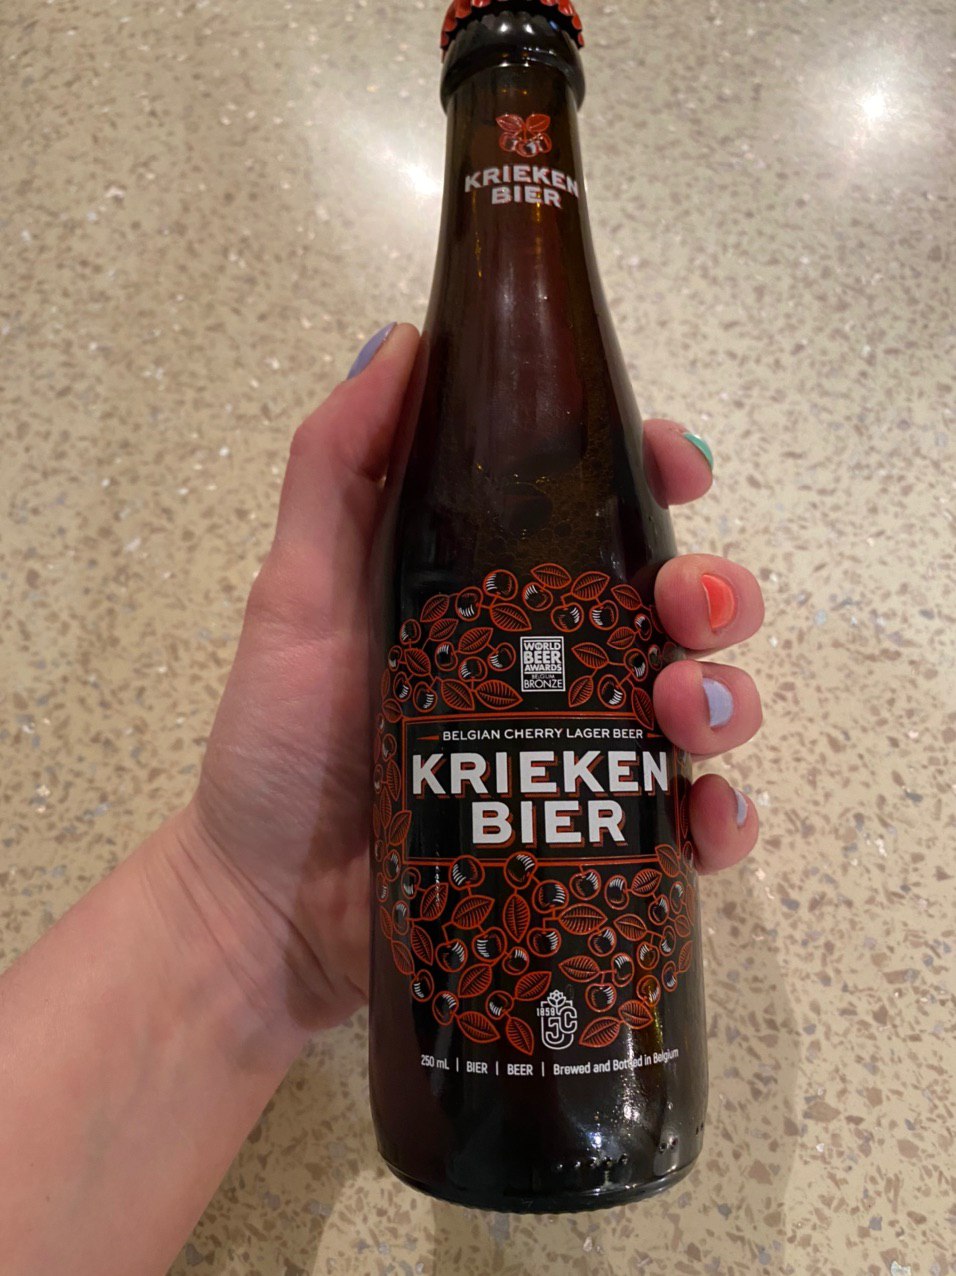 KRIEKEN
BIER
WORLD
BEER
AWARDS
BELGIUM
BRONZE
BELGIAN CHERRY LAGER BEER
KRIEKEN
BIER
1858
JC
250 mL | BIER | BEER | Brewed and Bottled in Belgium